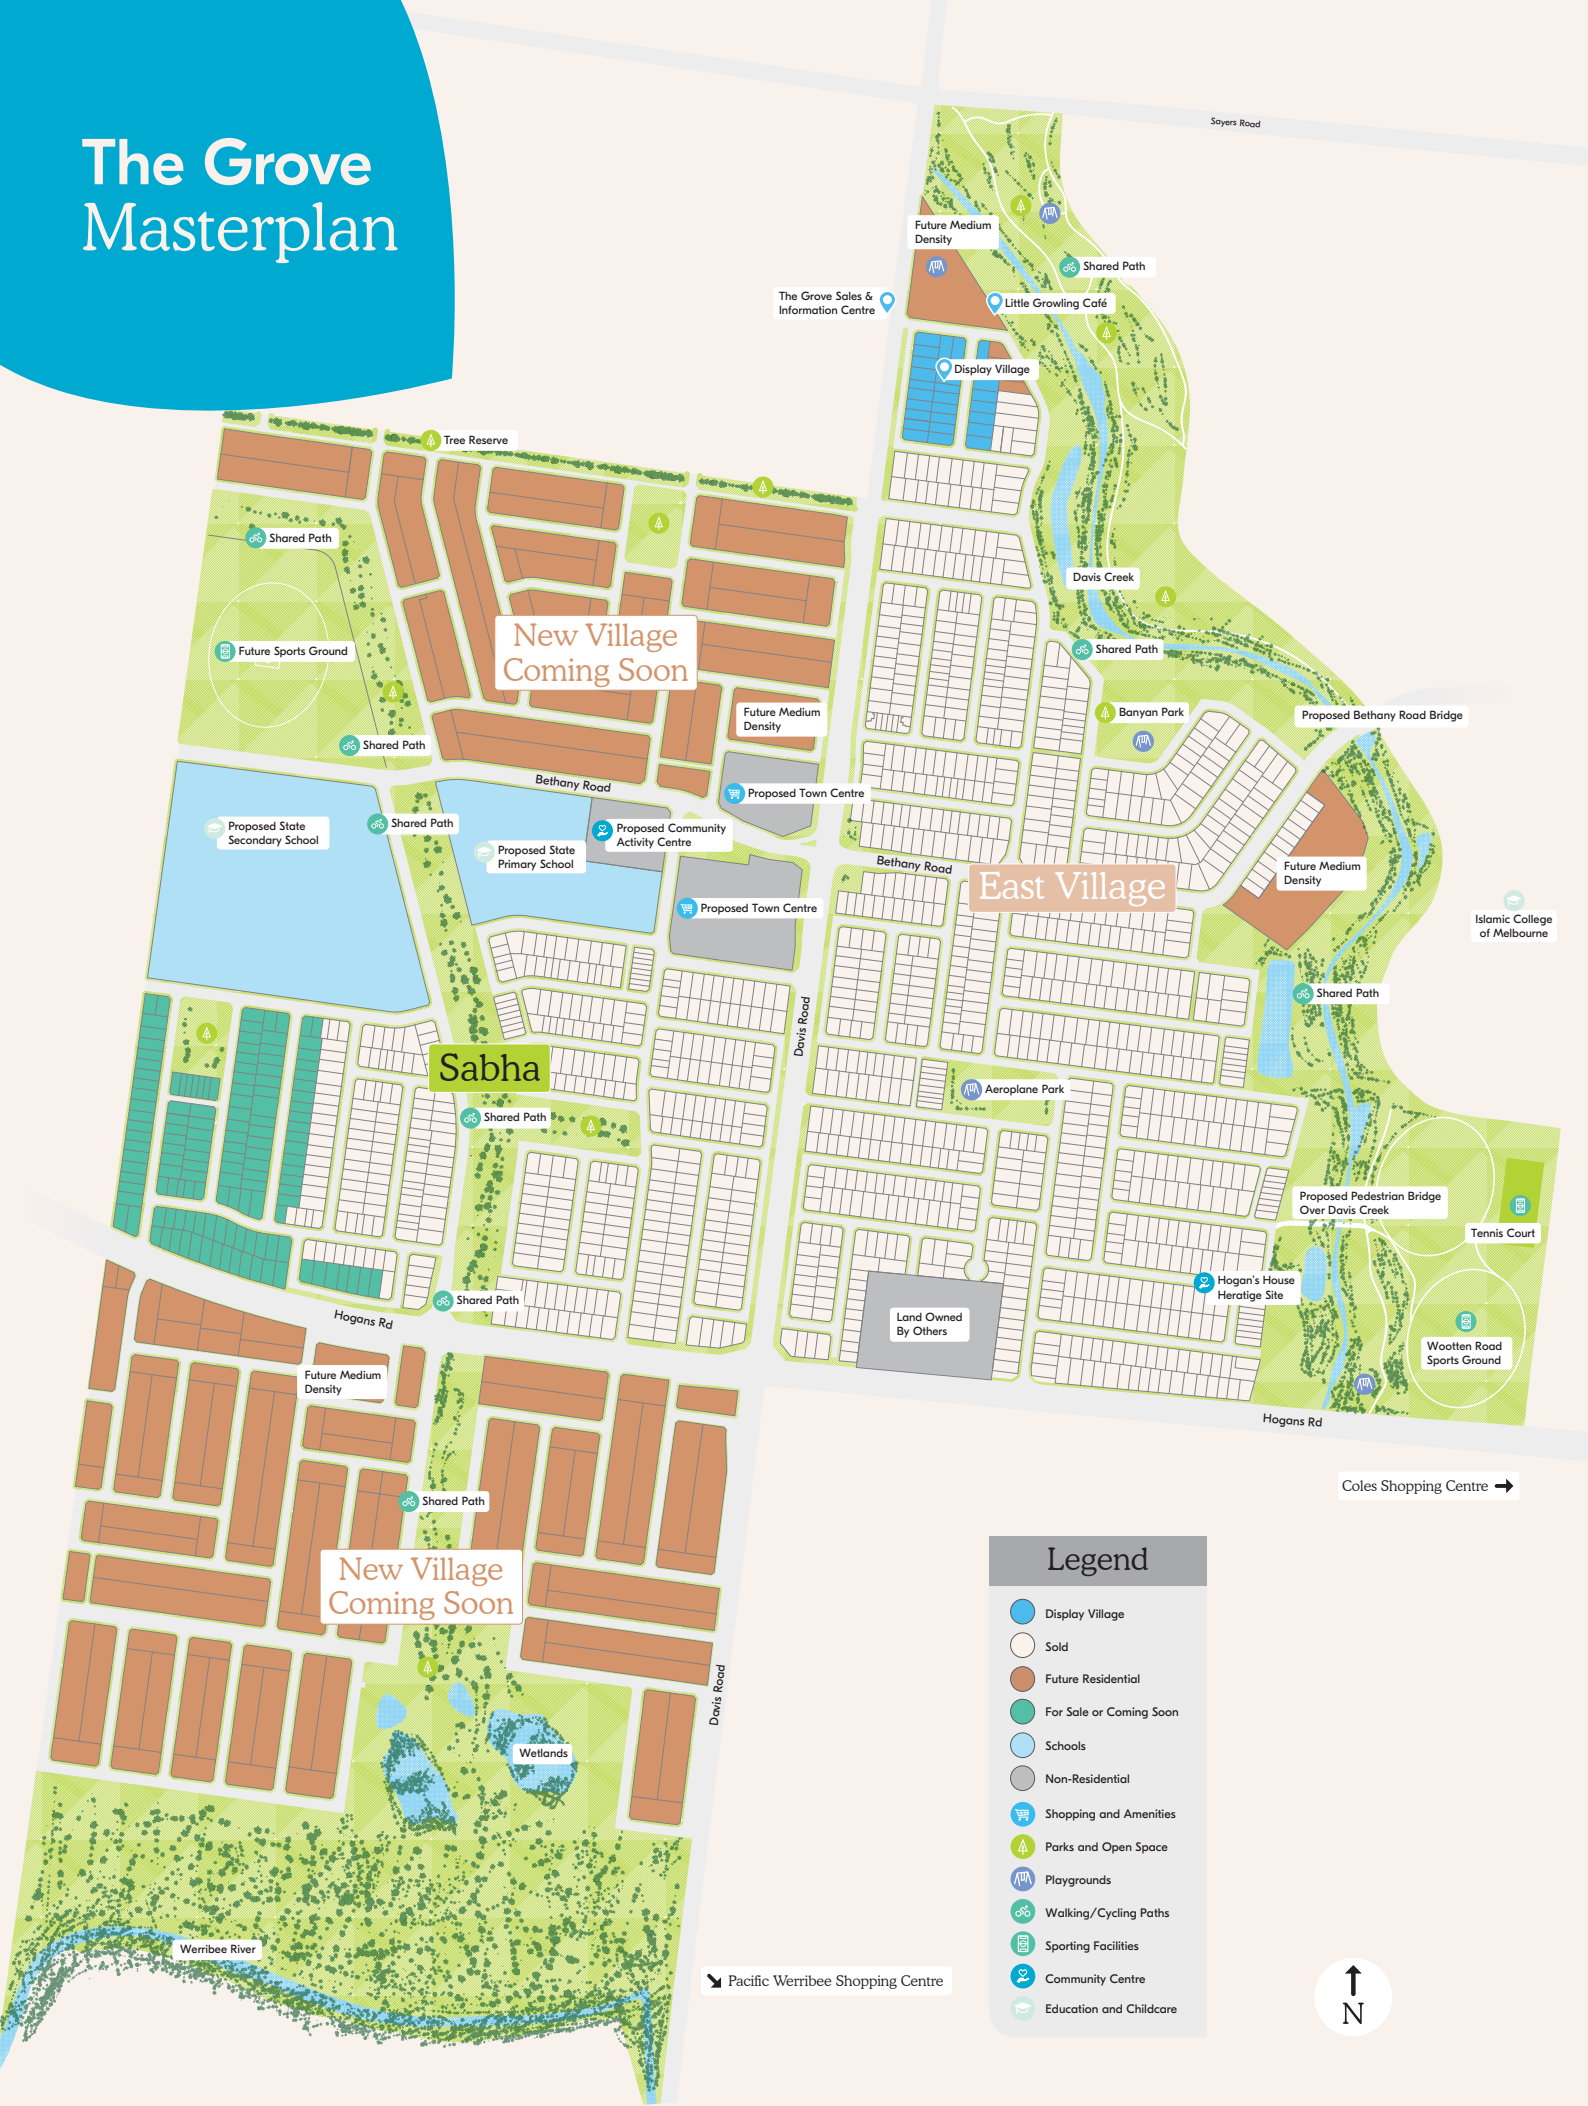 The Grove
Masterplan
Sayers Road
Future Medium
Density
Shared Path
The Grove Sales &
Information Centre
Little Growling Café
Display Village
Tree Reserve
Shared Path
Davis Creek
Future Sports Ground
New Village
Coming Soon
Shared Path
Banyan Park
Proposed Bethany Road Bridge
Future Medium
Density
Shared Path
Bethany Road
Proposed Town Centre
Proposed State
Secondary School
Shared Path
Proposed Community
Activity Centre
Proposed State
Primary School
Bethany Road
East Village
Future Medium
Density
Proposed Town Centre
Islamic College
of Melbourne
Shared Path
Davis Road
Sabha
Aeroplane Park
Shared Path
Proposed Pedestrian Bridge
Over Davis Creek
Tennis Court
Hogan's House
Heratige Site
Shared Path
Hogans Rd
Land Owned
By Others
Wootten Road
Sports Ground
Future Medium
Density
Hogans Rd
Coles Shopping Centre
Shared Path
New Village
Coming Soon
Davis Road
Wetlands
Werribee River
Pacific Werribee Shopping Centre
Legend
Display Village
Sold
Future Residential
For Sale or Coming Soon
Schools
Non-Residential
Shopping and Amenities
Parks and Open Space
Playgrounds
Walking/Cycling Paths
Sporting Facilities
Community Centre
Education and Childcare
N